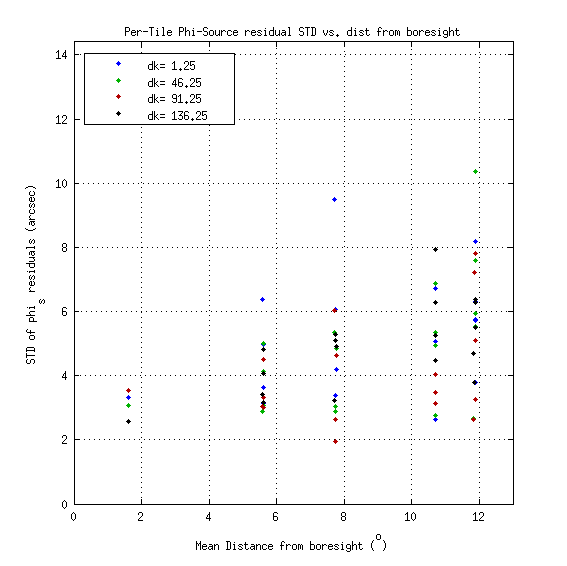 Per-Tile Phi-Source residual STD vs. dist from boresight
dk= 1.25
dk= 46.25
dk= 91.25
dk= 136.25
14
12
10
8
6
4
2
0
STD of phi_s residuals (arcsec)
0 2 4 6 8 10 12
Mean Distance from boresight (o)